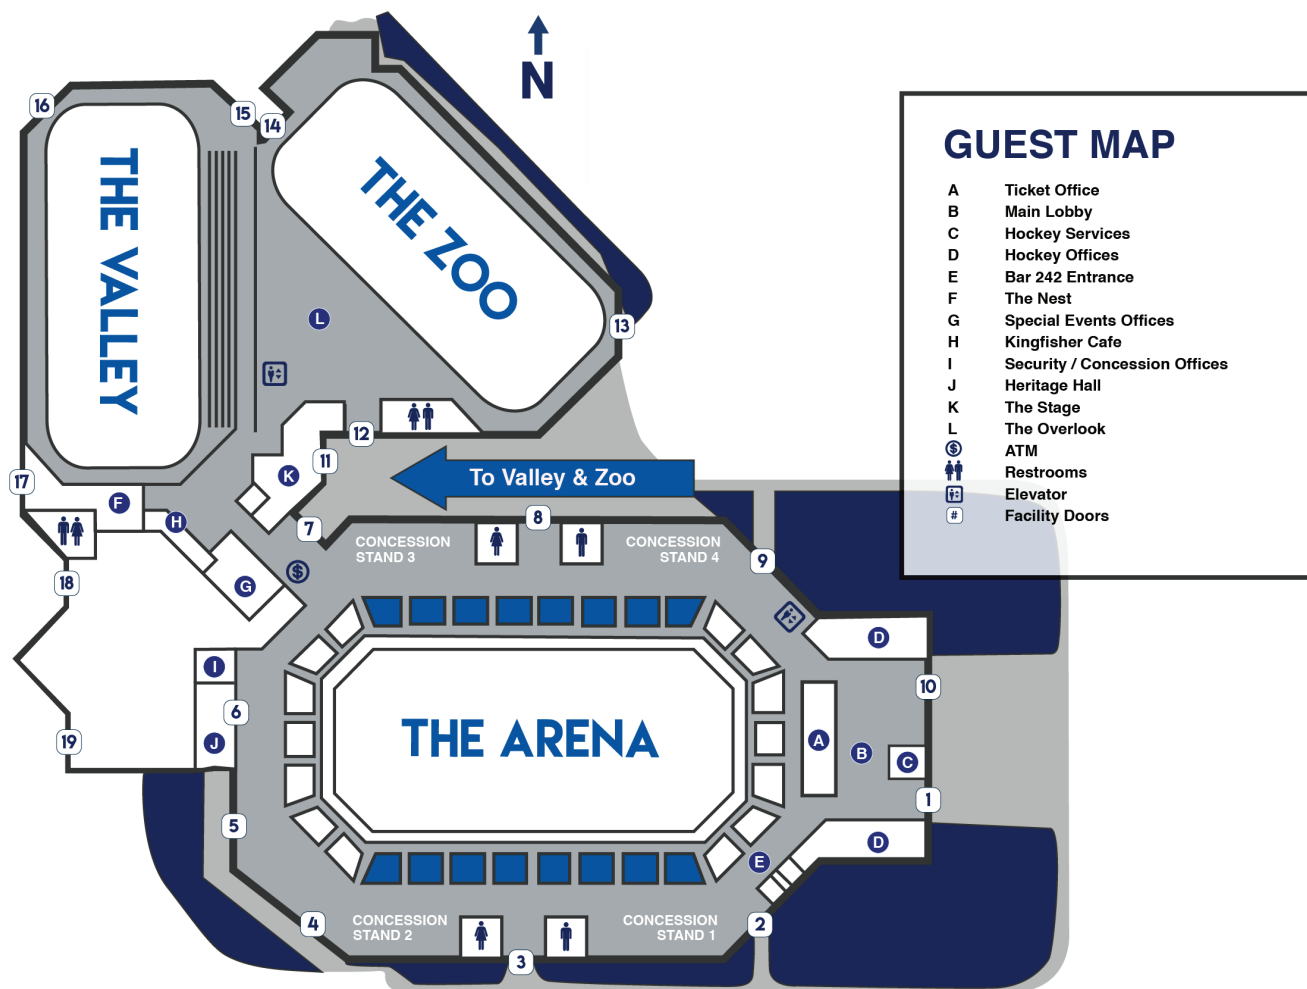 N
GUEST MAP
A Ticket Office
B Main Lobby
C Hockey Services
D Hockey Offices
E Bar 242 Entrance
F The Nest
G Special Events Offices
H Kingfisher Cafe
I Security / Concession Offices
J Heritage Hall
K The Stage
L The Overlook
$ ATM
Restrooms
Elevator
# Facility Doors
16
15
14
THE VALLEY
THE ZOO
L
13
12
11
K
To Valley & Zoo
17
F
H
7
8
CONCESSION
STAND 3
CONCESSION
STAND 4
9
18
G
$
D
I
6
J
10
THE ARENA
A
B
C
19
1
5
E
D
4
CONCESSION
STAND 2
CONCESSION
STAND 1
2
3